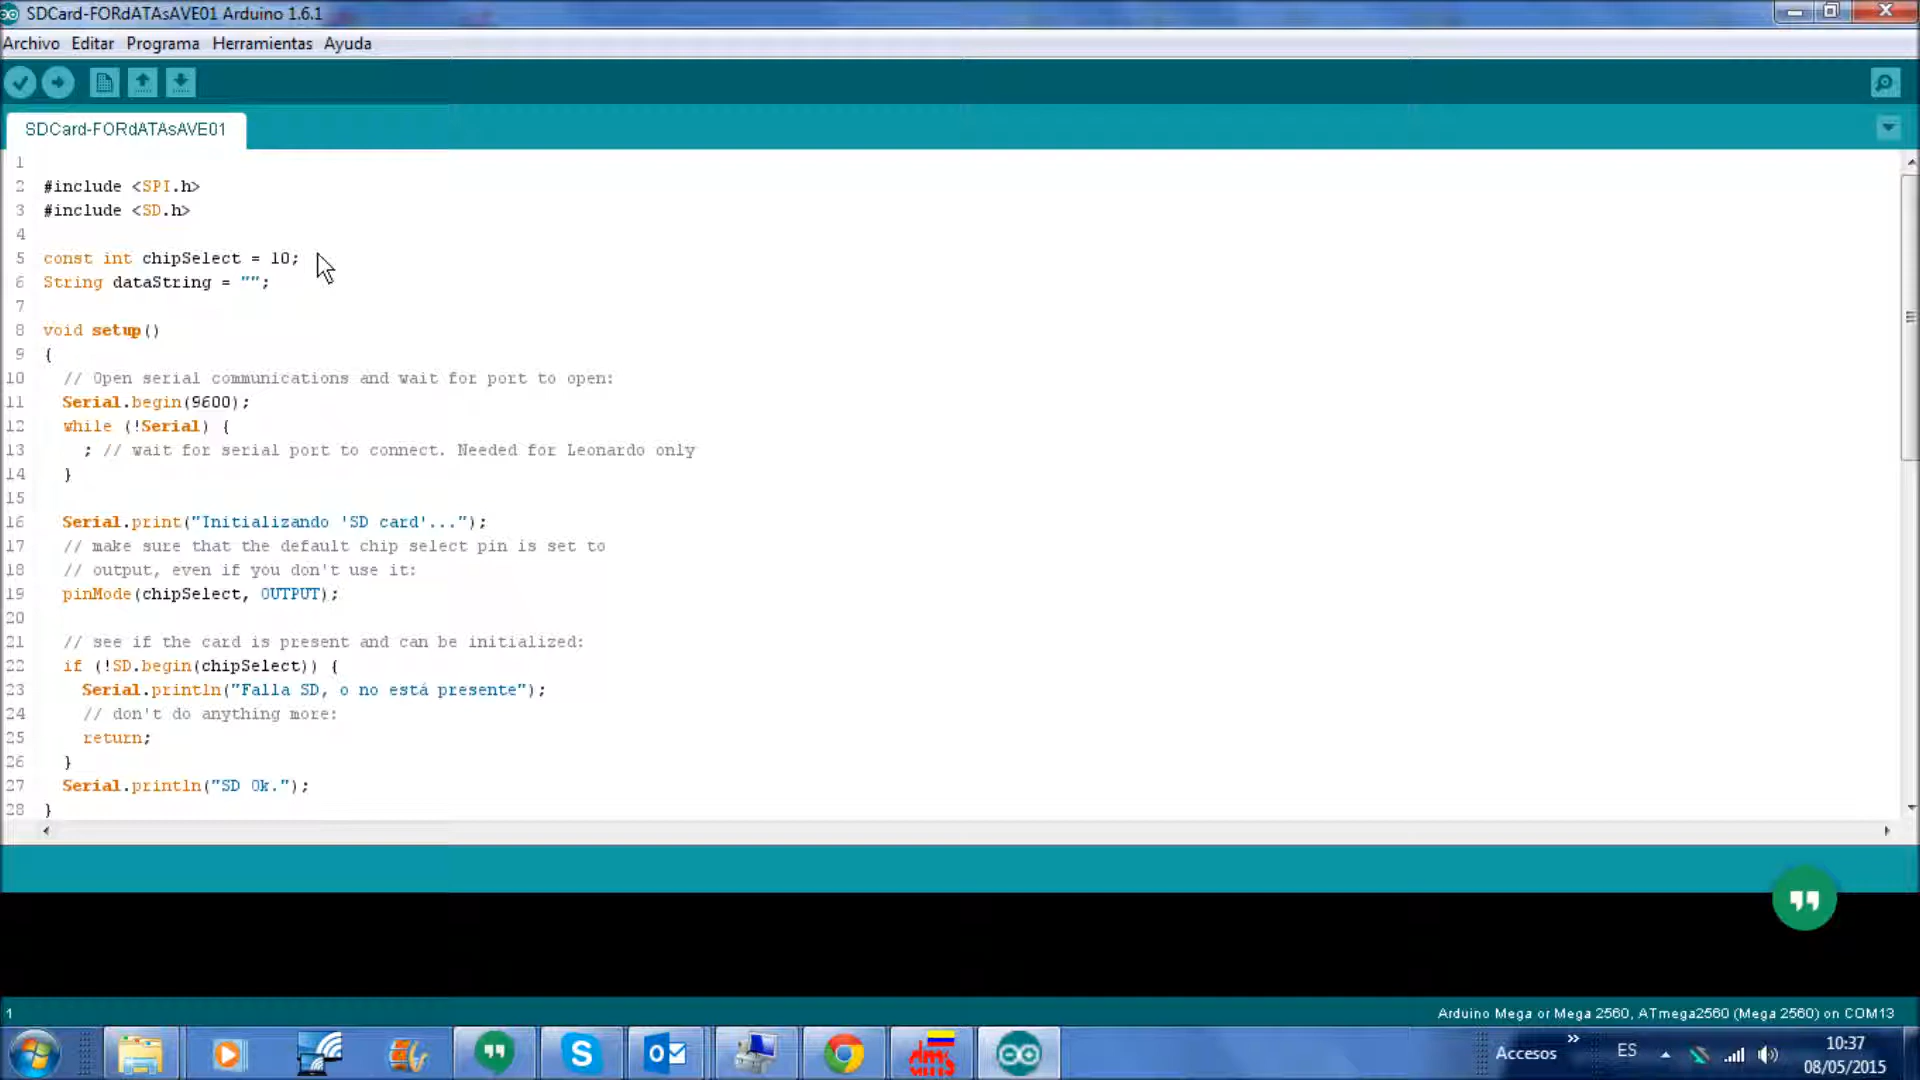 SDCard-FORdATAsAVE01 Arduino 1.6.1
Archivo Editar Programa Herramientas Ayuda
SDCard-FORdATAsAVE01
1
2 #include <SPI.h>
3 #include <SD.h>
4
5 const int chipSelect = 10;
6 String dataString = "";
7
8 void setup()
9 {
10 // Open serial communications and wait for port to open:
11 Serial.begin(9600);
12 while (!Serial) {
13 ; // wait for serial port to connect. Needed for Leonardo only
14 }
15
16 Serial.print("Initializando 'SD card'...");
17 // make sure that the default chip select pin is set to
18 // output, even if you don't use it:
19 pinMode(chipSelect, OUTPUT);
20
21 // see if the card is present and can be initialized:
22 if (!SD.begin(chipSelect)) {
23 Serial.println("Falla SD, o no está presente");
24 // don't do anything more:
25 return;
26 }
27 Serial.println("SD Ok.");
28 }
1
Arduino Mega or Mega 2560, ATmega2560 (Mega 2560) on COM13
Accesos
ES
10:37
08/05/2015